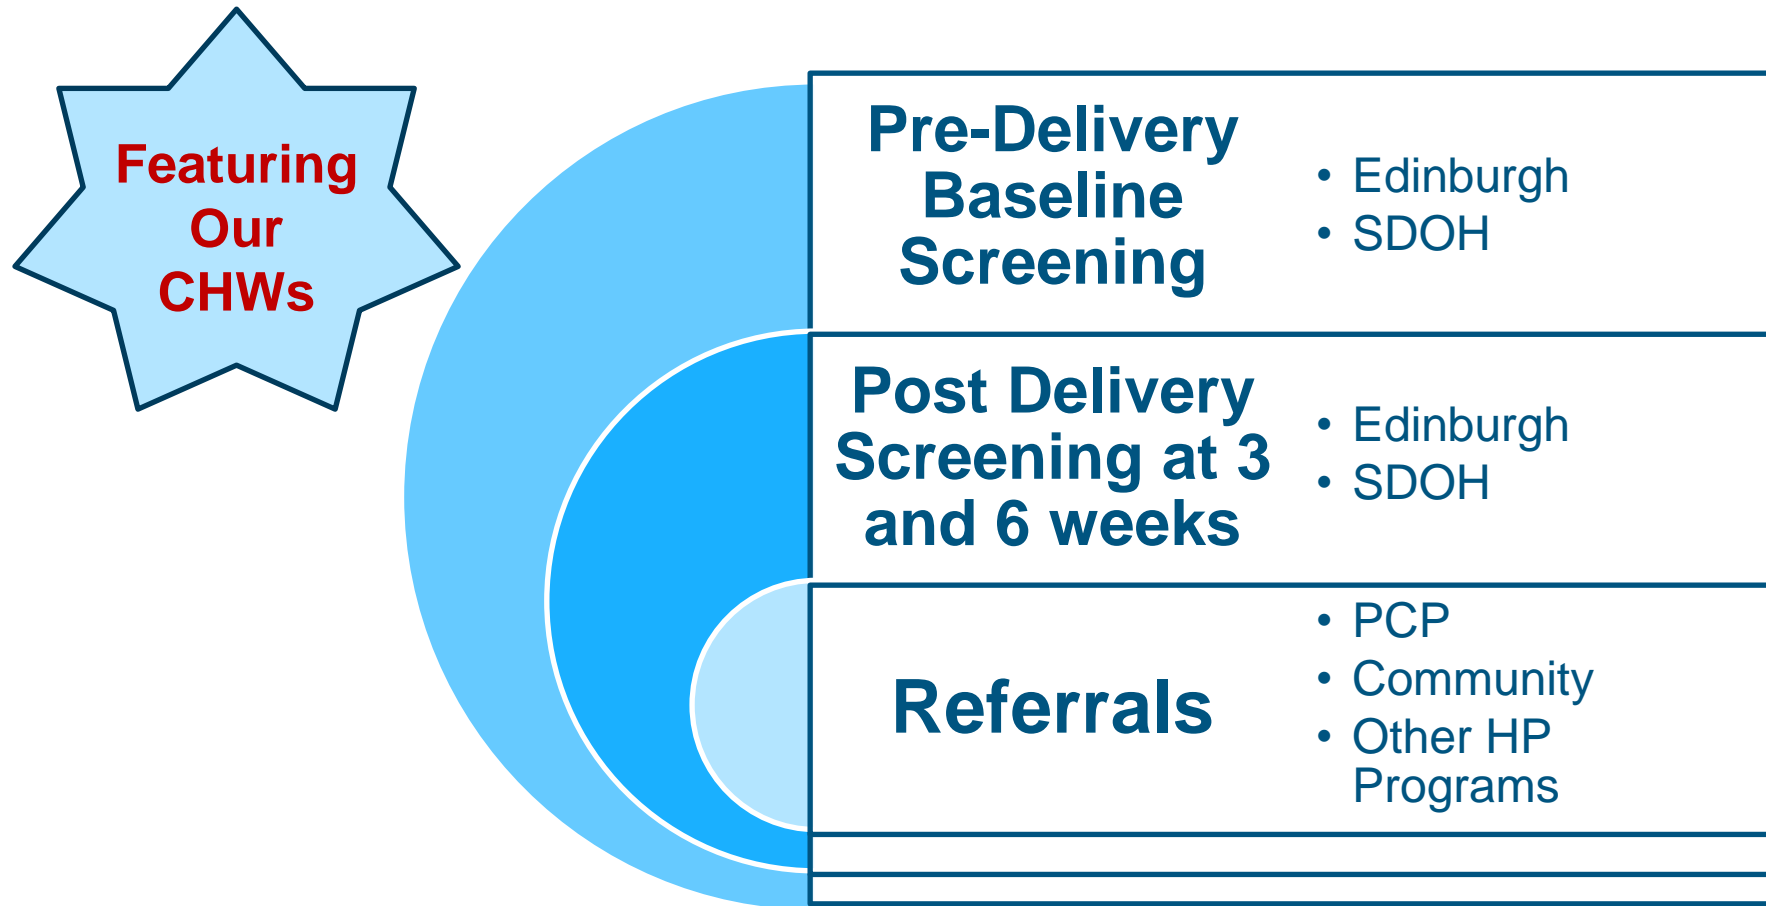 Featuring
Our
CHWs
Pre-Delivery
Baseline
Screening
• Edinburgh
• SDOH
Post Delivery
Screening at 3
and 6 weeks
• Edinburgh
• SDOH
Referrals
• PCP
• Community
• Other HP
Programs